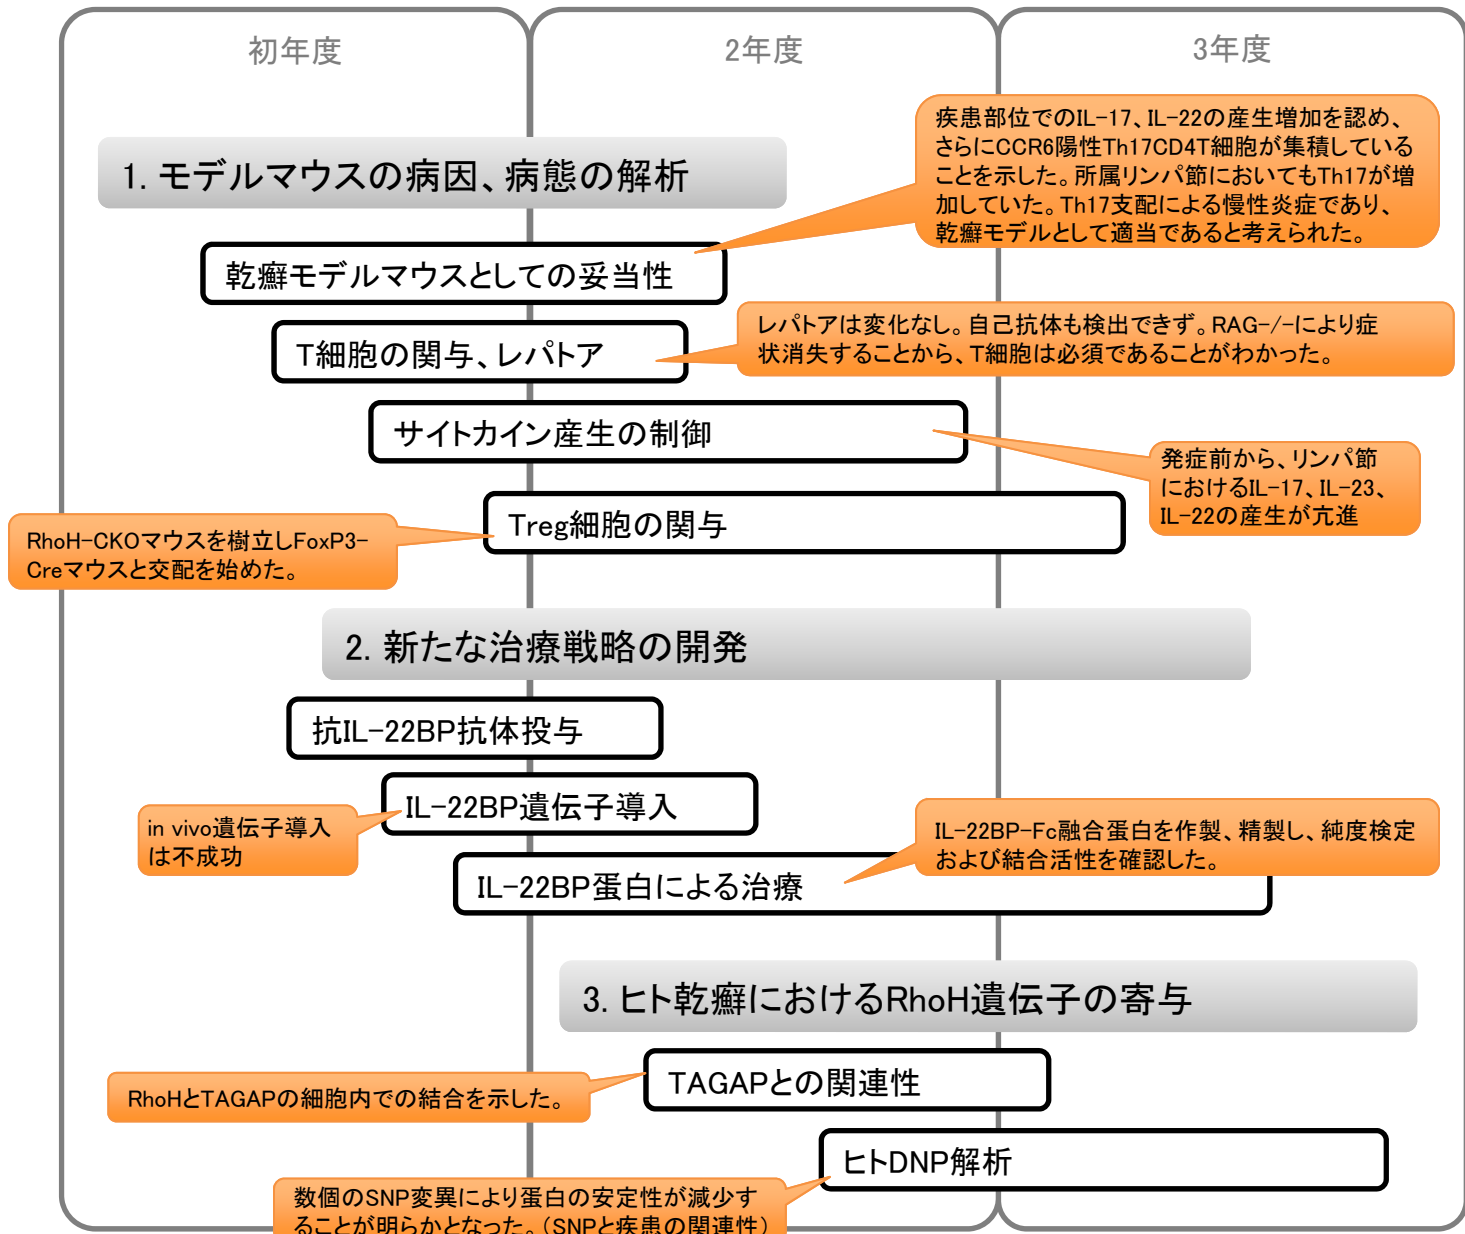 初年度
2年度
3年度
疾患部位でのIL-17、IL-22の産生増加を認め、
さらにCCR6陽性Th17CD4T細胞が集積している
ことを示した。所属リンパ節においてもTh17が増
加していた。Th17支配による慢性炎症であり、
乾癬モデルとして適当であると考えられた。
1. モデルマウスの病因、病態の解析
乾癬モデルマウスとしての妥当性
レパトアは変化なし。自己抗体も検出できず。RAG-/-により症
状消失することから、T細胞は必須であることがわかった。
T細胞の関与、レパトア
サイトカイン産生の制御
発症前から、リンパ節
におけるIL-17、IL-23、
IL-22の産生が亢進
Treg細胞の関与
RhoH-CKOマウスを樹立しFoxP3-
Creマウスと交配を始めた。
2. 新たな治療戦略の開発
抗IL-22BP抗体投与
IL-22BP遺伝子導入
in vivo遺伝子導入
は不成功
IL-22BP-Fc融合蛋白を作製、精製し、純度検定
および結合活性を確認した。
IL-22BP蛋白による治療
3. ヒト乾癬におけるRhoH遺伝子の寄与
TAGAPとの関連性
RhoHとTAGAPの細胞内での結合を示した。
ヒトDNP解析
数個のSNP変異により蛋白の安定性が減少す
ることが明らかとなった。(SNPと疾患の関連性)